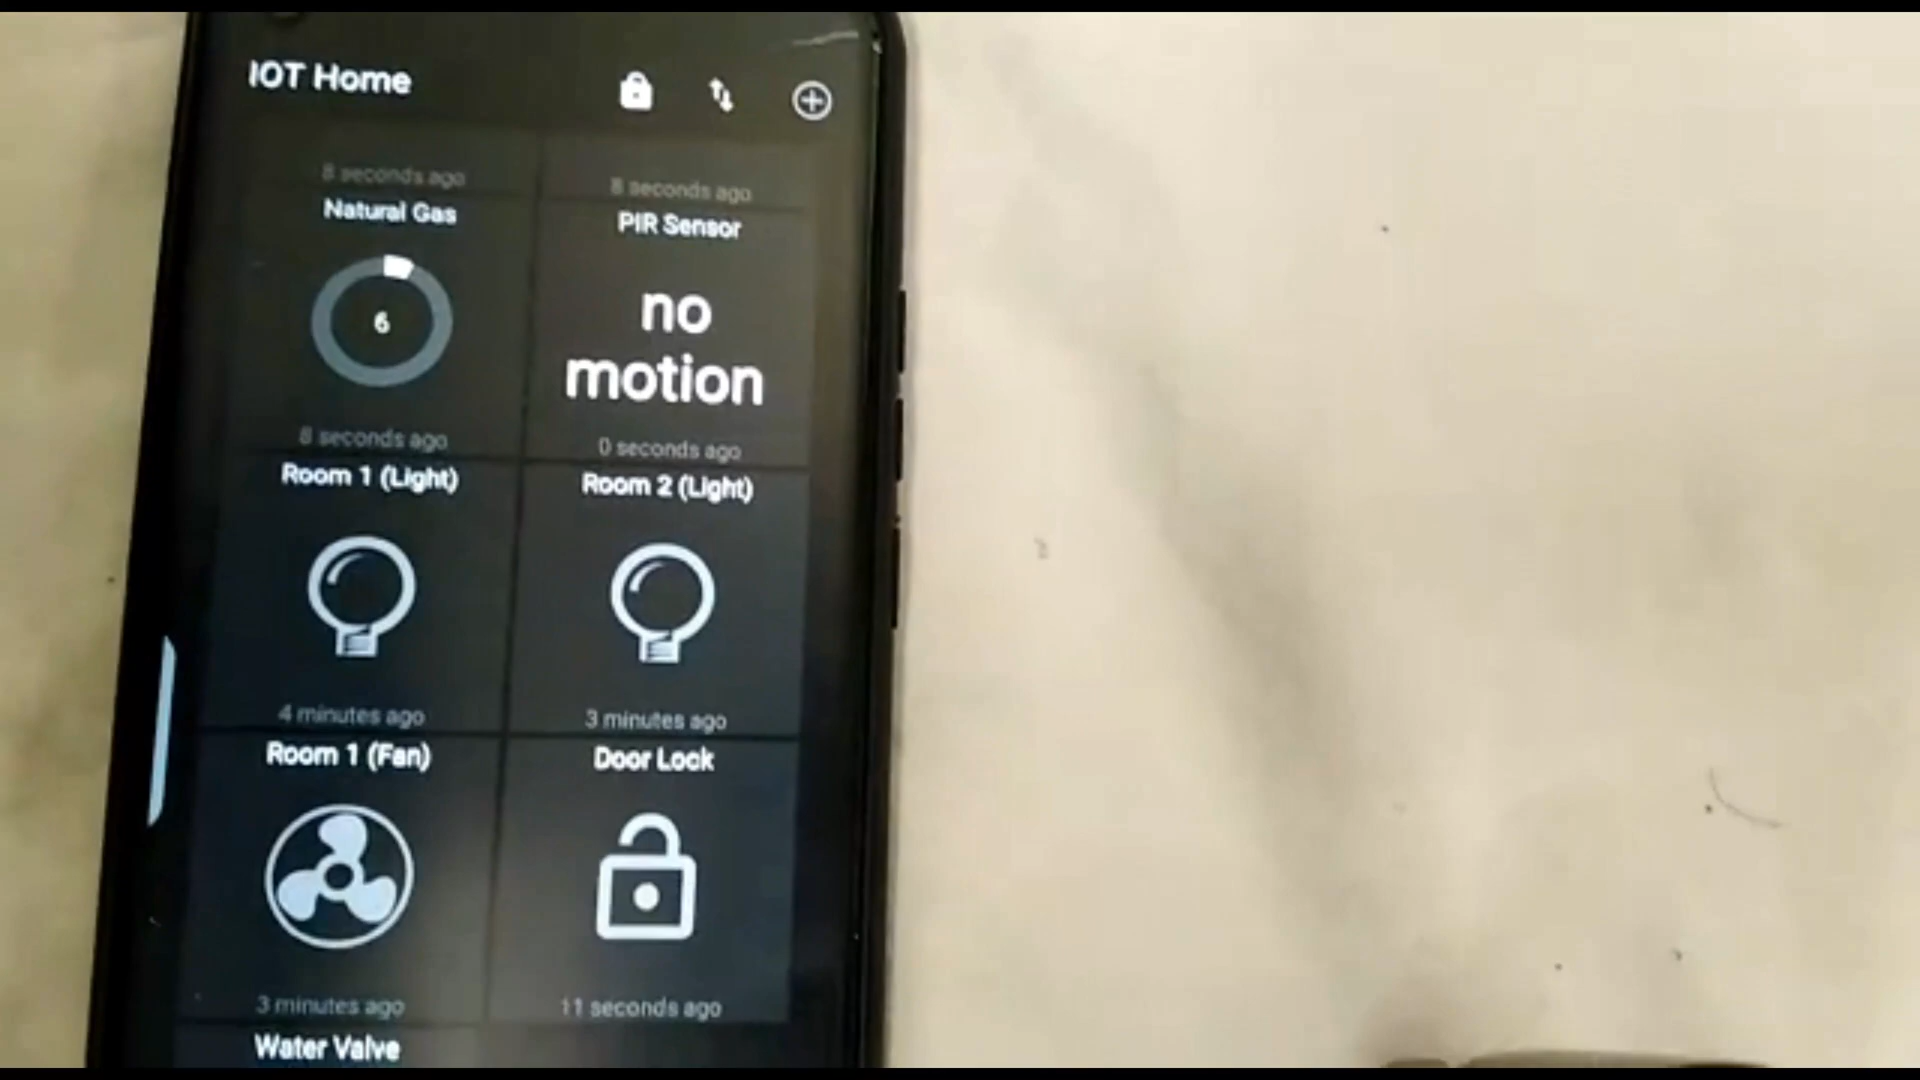 IOT Home
8 seconds ago
8 seconds ago
Natural Gas
PIR Sensor
6
no
motion
8 seconds ago
0 seconds ago
Room 1 (Light)
Room 2 (Light)
4 minutes ago
3 minutes ago
Room 1 (Fan)
Door Lock
3 minutes ago
11 seconds ago
Water Valve